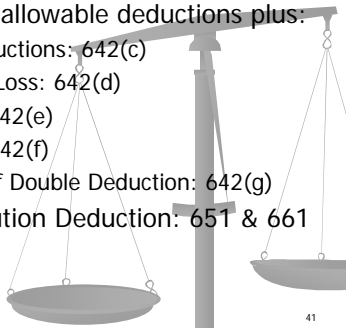 allowable deductions plus:
uctions: 642(c)
Loss: 642(d)
42(e)
42(f)
f Double Deduction: 642(g)
ution Deduction: 651 & 661
41